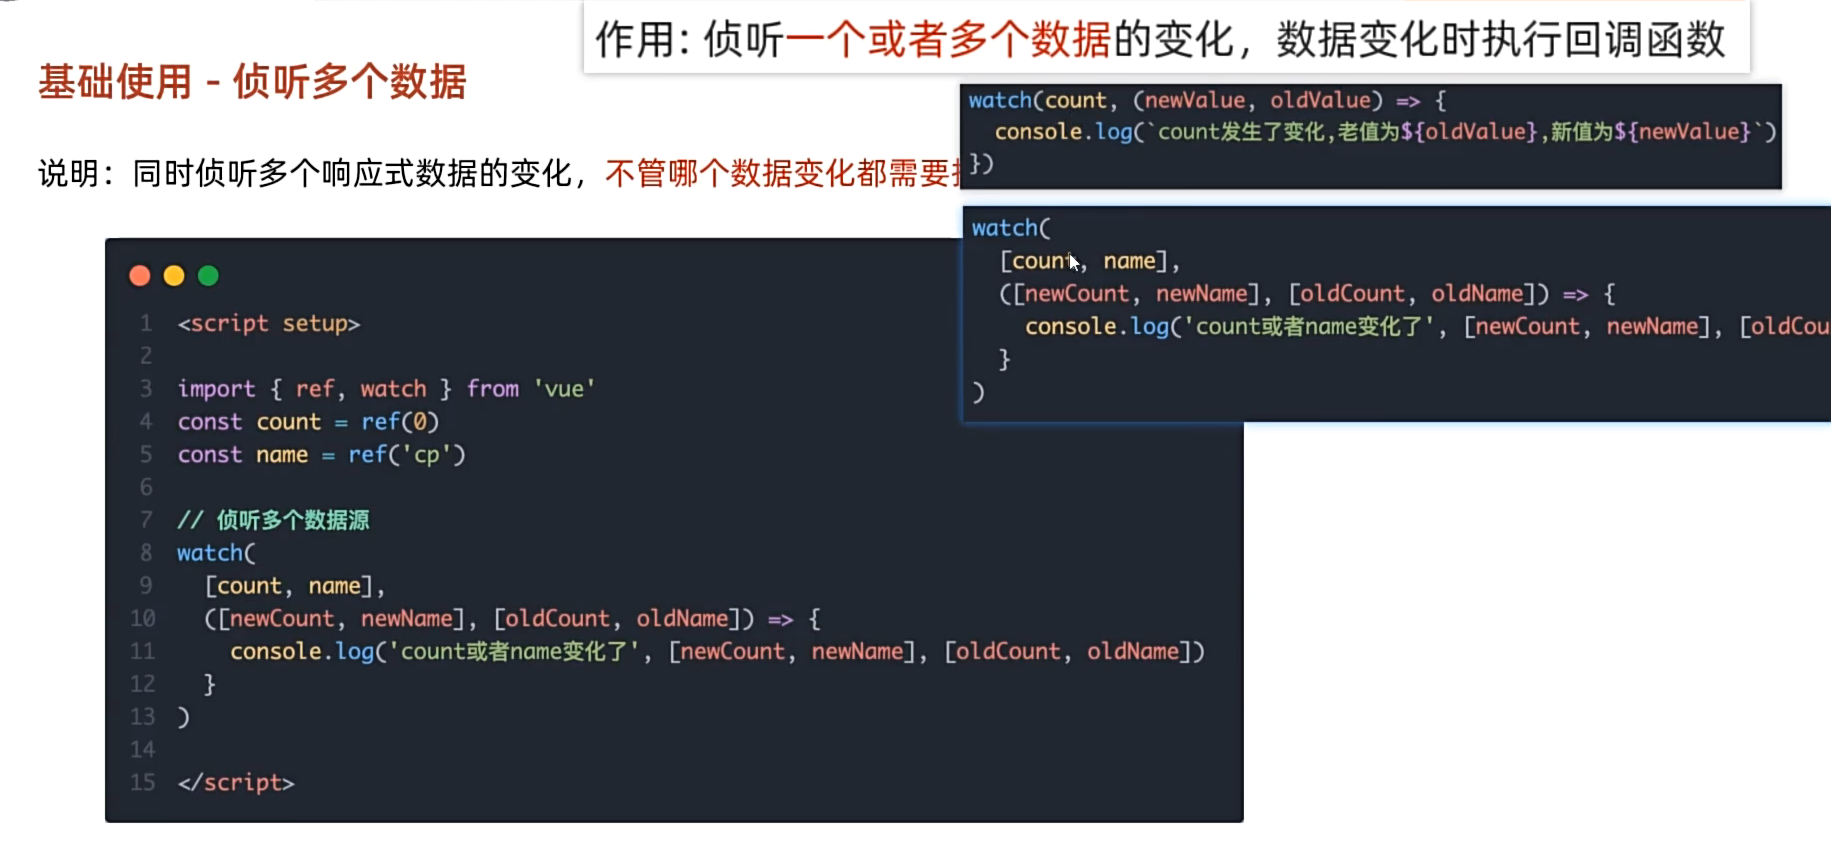 作用: 侦听一个或者多个数据的变化，数据变化时执行回调函数
基础使用 - 侦听多个数据
watch(count, (newValue, oldValue) => {
  console.log(`count发生了变化,老值为${oldValue},新值为${newValue}`)
})
说明：同时侦听多个响应式数据的变化，不管哪个数据变化都需要
watch(
  [count, name],
  ([newCount, newName], [oldCount, oldName]) => {
    console.log('count或者name变化了', [newCount, newName], [oldCou
  }
)
1 <script setup>
2
3 import { ref, watch } from 'vue'
4 const count = ref(0)
5 const name = ref('cp')
6
7 // 侦听多个数据源
8 watch(
9   [count, name],
10   ([newCount, newName], [oldCount, oldName]) => {
11     console.log('count或者name变化了', [newCount, newName], [oldCount, oldName])
12   }
13 )
14
15 </script>